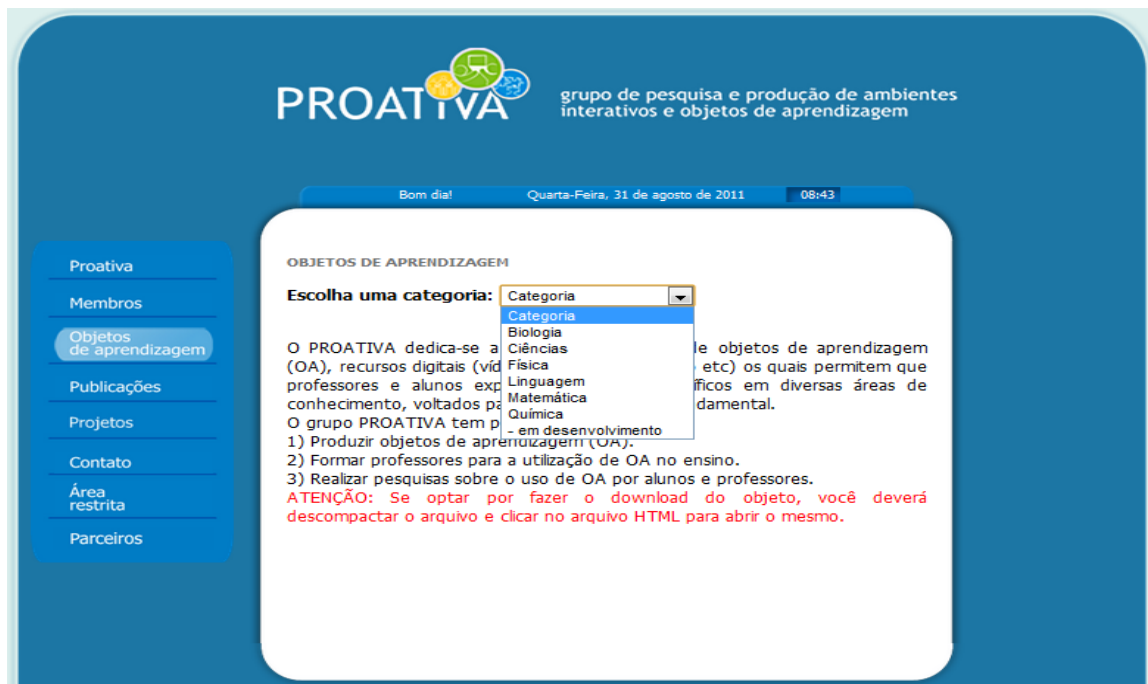 PROATIVA
grupo de pesquisa e produção de ambientes
interativos e objetos de aprendizagem
Bom dia!
Quarta-Feira, 31 de agosto de 2011
08:43
Proativa
Membros
Objetos
de aprendizagem
Publicações
Projetos
Contato
Área
restrita
Parceiros
OBJETOS DE APRENDIZAGEM
Escolha uma categoria: Categoria
Categoria
Biologia
Ciências
Física
Linguagem
Matemática
Química
- em desenvolvimento
O PROATIVA dedica-se a objetos de aprendizagem
(OA), recursos digitais etc) os quais permitem que
professores e alunos em diversas áreas de
conhecimento, voltados
O grupo PROATIVA tem
1) Produzir objetos de aprendizagem (OA).
2) Formar professores para a utilização de OA no ensino.
3) Realizar pesquisas sobre o uso de OA por alunos e professores.
ATENÇÃO: Se optar por fazer o download do objeto, você deverá
descompactar o arquivo e clicar no arquivo HTML para abrir o mesmo.